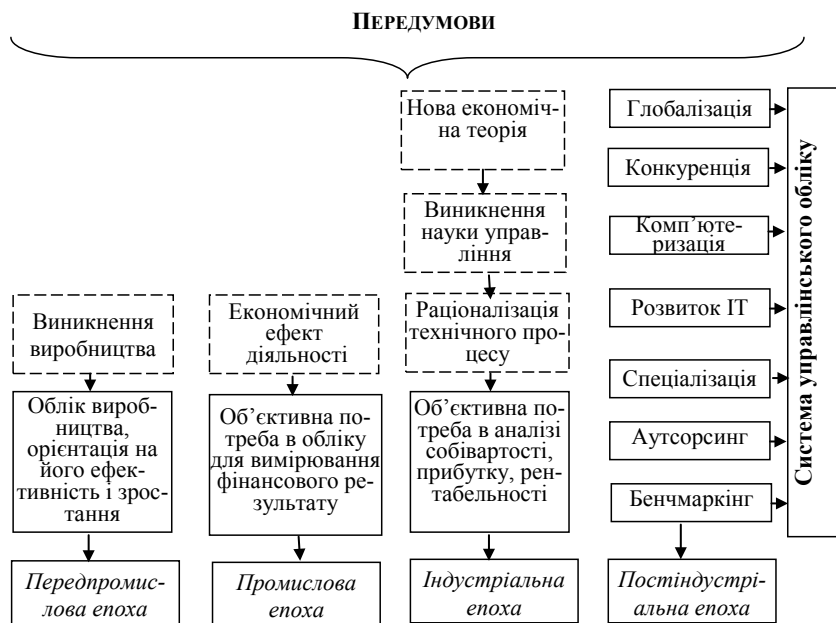 ПЕРЕДУМОВИ
Нова економіч-
на теорія
Виникнення
науки управ-
ління
Виникнення
виробництва
Економічний
ефект
діяльності
Раціоналізація
технічного про-
цесу
Облік вироб-
ництва,
орієнтація на
його ефек-
тивність і зрос-
тання
Об’єктивна по-
треба в обліку
для вимірювання
фінансового ре-
зультату
Об’єктивна по-
треба в аналізі
собівартості,
прибутку, рен-
табельності
Глобалізація
Конкуренція
Комп’юте-
ризація
Розвиток ІТ
Спеціалізація
Аутсорсинг
Бенчмаркінг
Система управлінського обліку
Передпромис-
лова епоха
Промислова
епоха
Індустріальна
епоха
Постіндустрі-
альна епоха